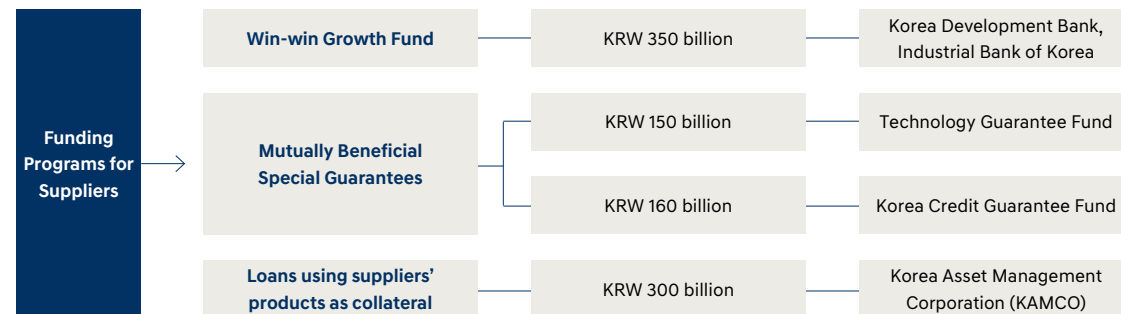 Funding
Programs for
Suppliers
Win-win Growth Fund
KRW 350 billion
Korea Development Bank,
Industrial Bank of Korea
Mutually Beneficial
Special Guarantees
KRW 150 billion
Technology Guarantee Fund
KRW 160 billion
Korea Credit Guarantee Fund
Loans using suppliers’
products as collateral
KRW 300 billion
Korea Asset Management
Corporation (KAMCO)